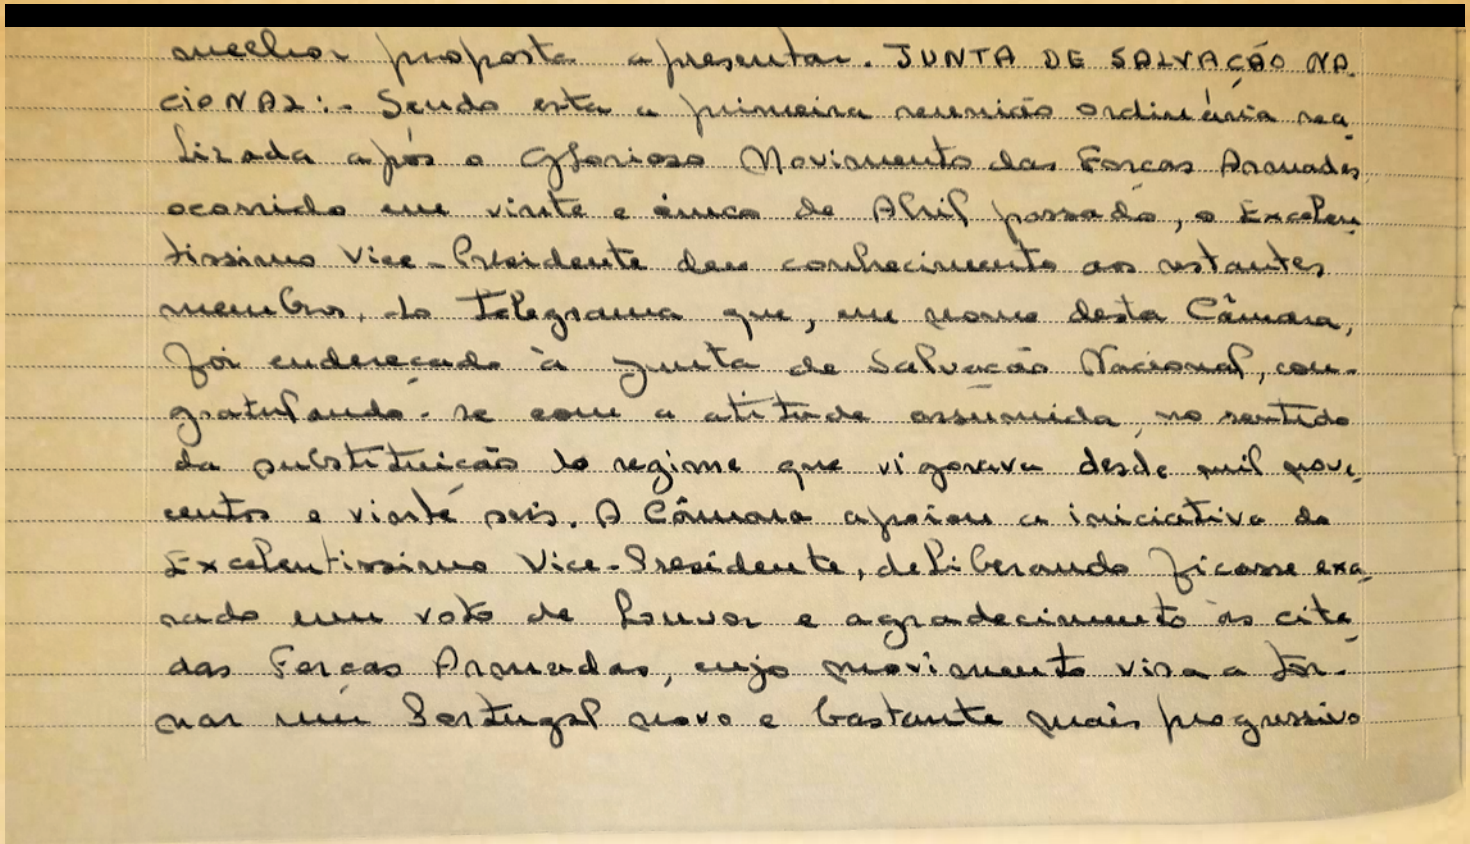 melhor proposta apresentar. JUNTA DE SALVAÇÃO NA-
CIONAL:- Sendo esta a primeira reunião ordinária rea-
lizada após o Glorioso Movimento das Forças Armadas
ocorrido em vinte e cinco de Abril passado, o Excelen-
tissimo Vice-Presidente deu conhecimento aos restantes
membros, do telegrama que, em nome desta Câmara,
foi endereçado à Junta de Salvação Nacional, con-
gratulando-se com a atitude assumida, no sentido
da substituição do regime que vigorava desde mil nove-
centos e vinte seis. A Câmara apoiou a iniciativa do
Excelentissimo Vice-Presidente, deliberando ficasse exa-
rado um voto de louvor e agradecimento às cita-
das Forças Armadas, cujo movimento visa a tor-
nar um Portugal novo e bastante mais progressivo